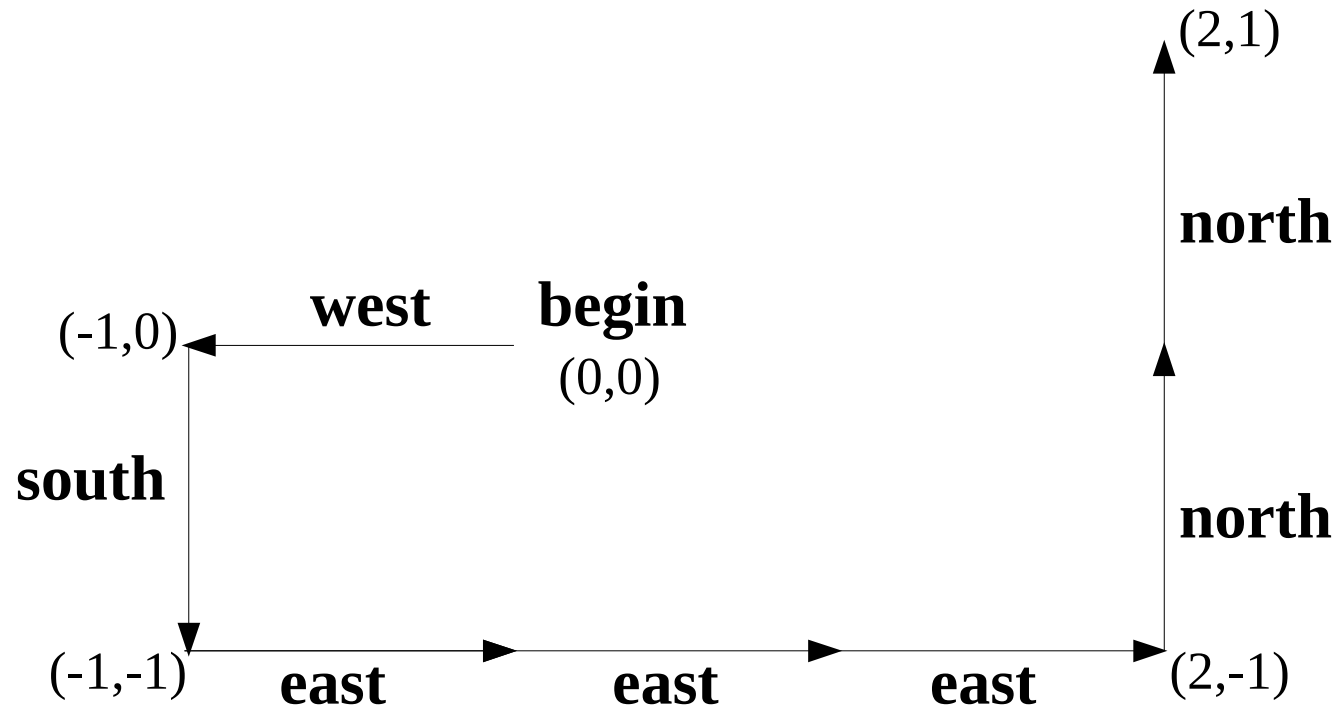 (2,1)
north
west
begin
(-1,0)
(0,0)
south
north
(-1,-1)
east
east
east
(2,-1)